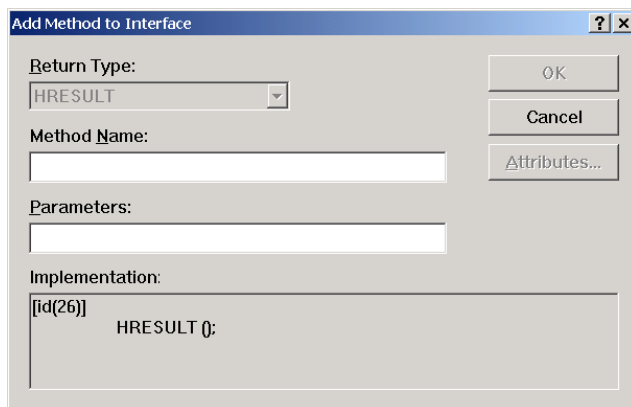 Add Method to Interface
Return Type:
HRESULT
Method Name:
Parameters:
Implementation:
[id(26)]
HRESULT ();
OK
Cancel
Attributes...